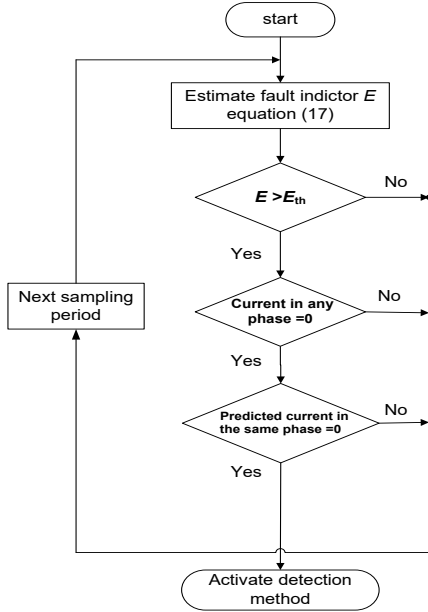 start
Estimate fault indictor E
equation (17)
E >Eth
No
Yes
Next sampling
period
Current in any
phase =0
No
Yes
Predicted current in
the same phase =0
No
Yes
Activate detection
method